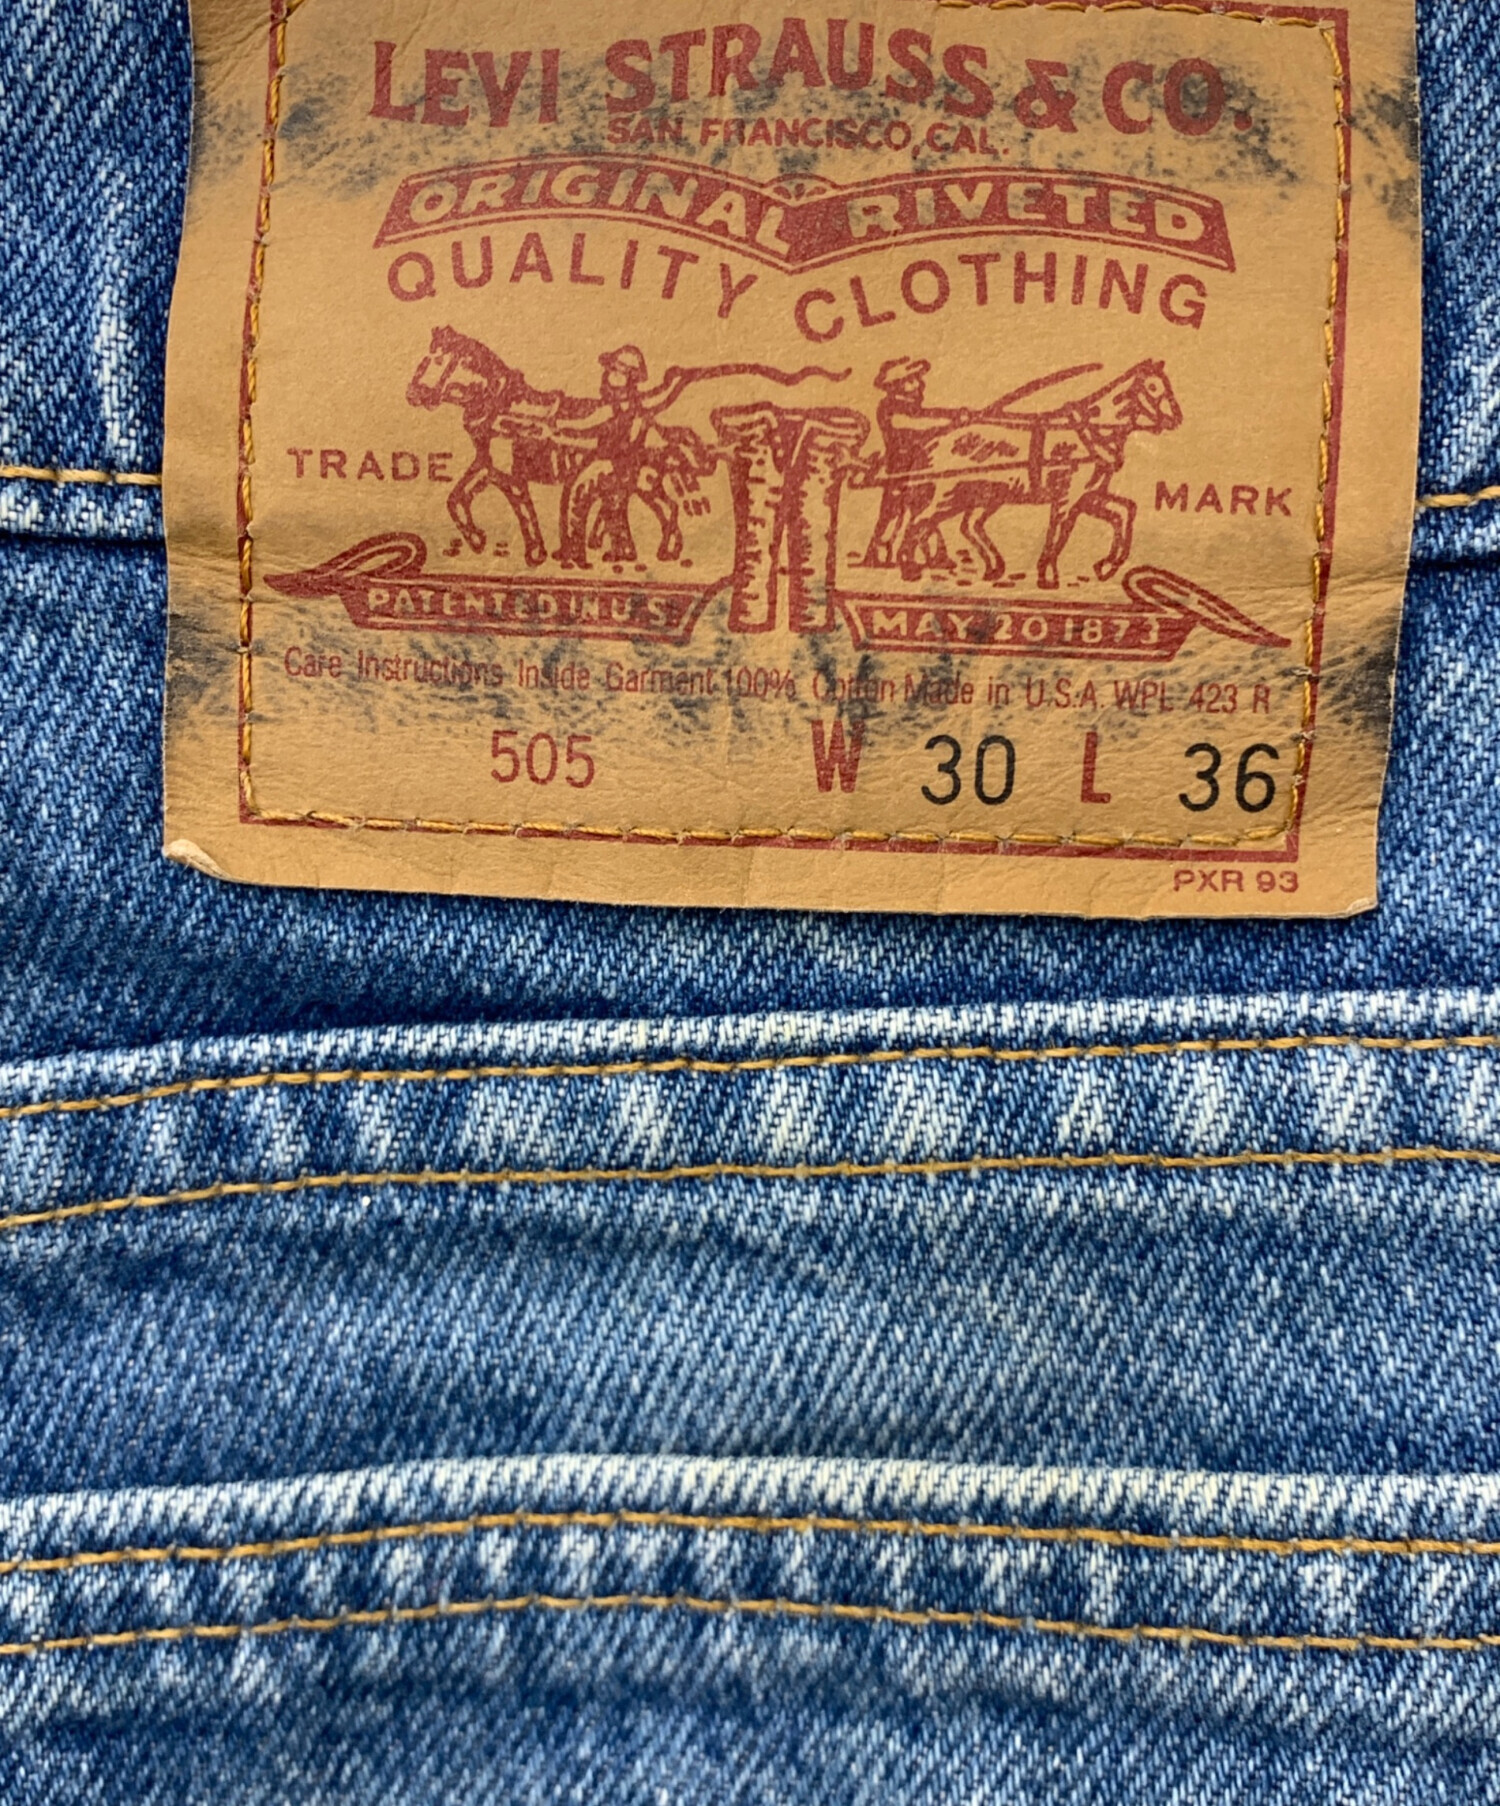 LEVI STRAUSS & CO.
SAN FRANCISCO, CAL.
ORIGINAL RIVETED
QUALITY CLOTHING
TRADE MARK
PATENTED IN U.S MAY 20 1873
Care Instructions Inside Garment 100% Cotton Made in U.S.A. WPL 423 R
505 W 30 L 36
PXR 93